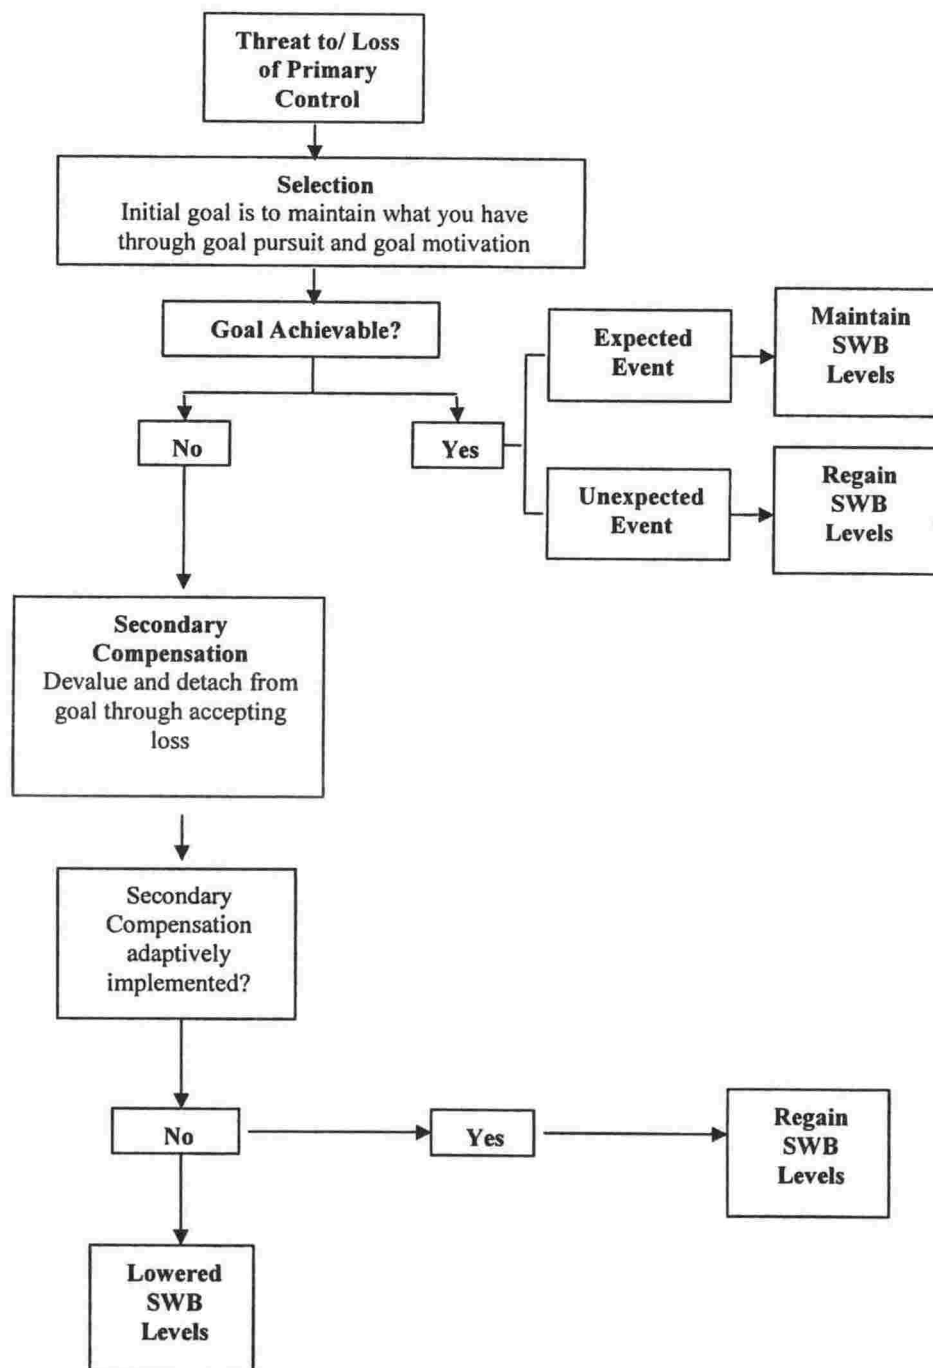 Threat to/ Loss
of Primary
Control
Selection
Initial goal is to maintain what you have
through goal pursuit and goal motivation
Goal Achievable?
Expected
Event
Maintain
SWB
Levels
No
Yes
Unexpected
Event
Regain
SWB
Levels
Secondary
Compensation
Devalue and detach from
goal through accepting
loss
Secondary
Compensation
adaptively
implemented?
No
Yes
Regain
SWB
Levels
Lowered
SWB
Levels